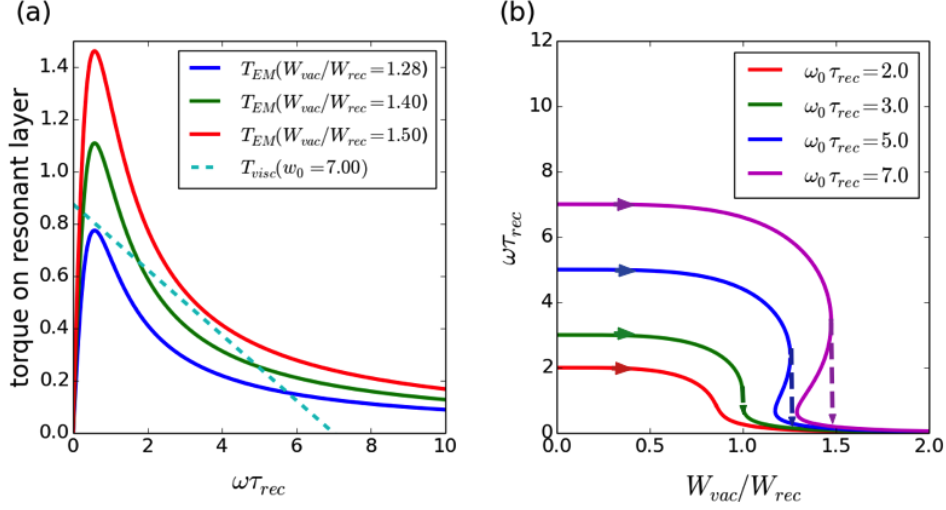 (a)
torque on resonant layer
1.4
1.2
1.0
0.8
0.6
0.4
0.2
0.0
0 2 4 6 8 10
ωτ_rec
T_EM(W_vac/W_rec=1.28)
T_EM(W_vac/W_rec=1.40)
T_EM(W_vac/W_rec=1.50)
T_visc(w_0=7.00)
(b)
ωτ_rec
12
10
8
6
4
2
0
0.0 0.5 1.0 1.5 2.0
W_vac/W_rec
ω_0 τ_rec=2.0
ω_0 τ_rec=3.0
ω_0 τ_rec=5.0
ω_0 τ_rec=7.0